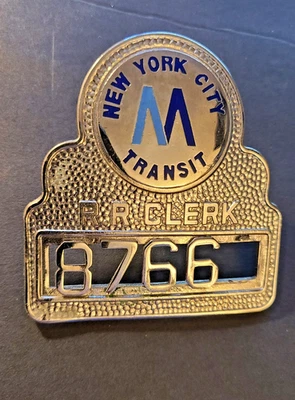 NEW YORK CITY
M
TRANSIT
R.R.CLERK
8766